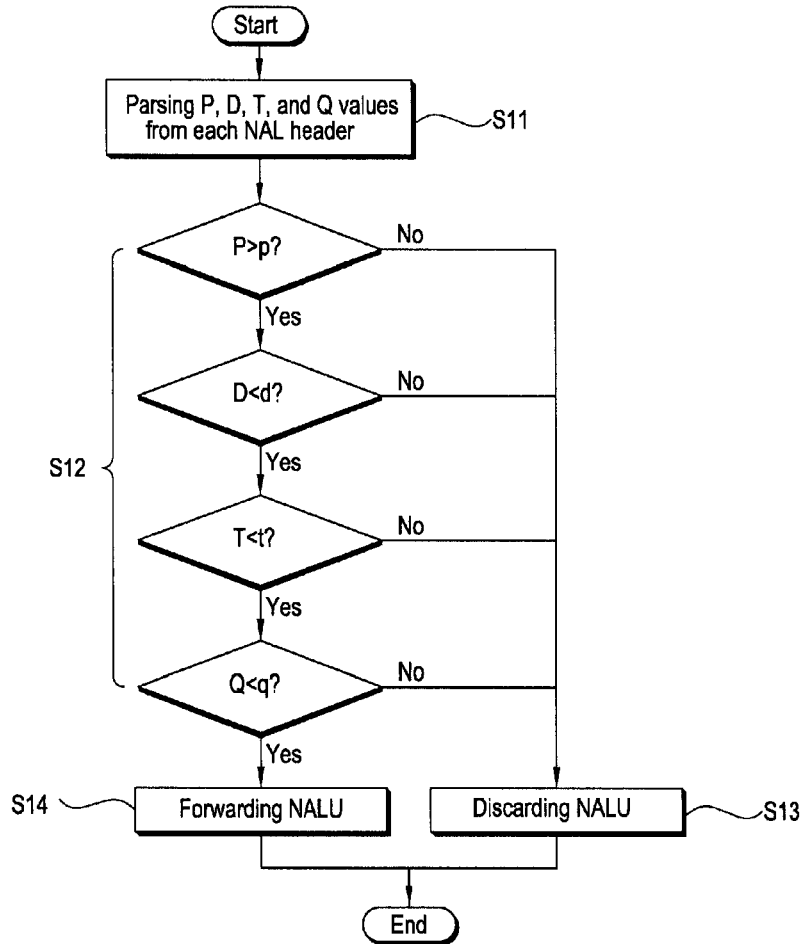 Start
Parsing P, D, T, and Q values
from each NAL header
S11
P>p?
No
Yes
D<d?
No
Yes
S12
T<t?
No
Yes
Q<q?
No
Yes
S14
Forwarding NALU
Discarding NALU
S13
End